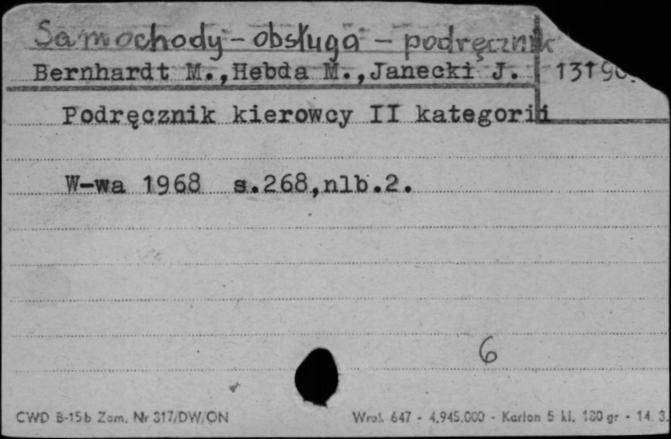 Samochody - obsługa - podręcznik
Bernhardt M., Hebda M., Janecki J.
Podręcznik kierowcy II kategorii
W-wa 1968 s.268,nlb.2.
6
CWD B-15b Zam. Nr 317/DW/ON Wrocł. 647 - 4.945.000 - Karton 5 kl. 180 gr - 14. 3.